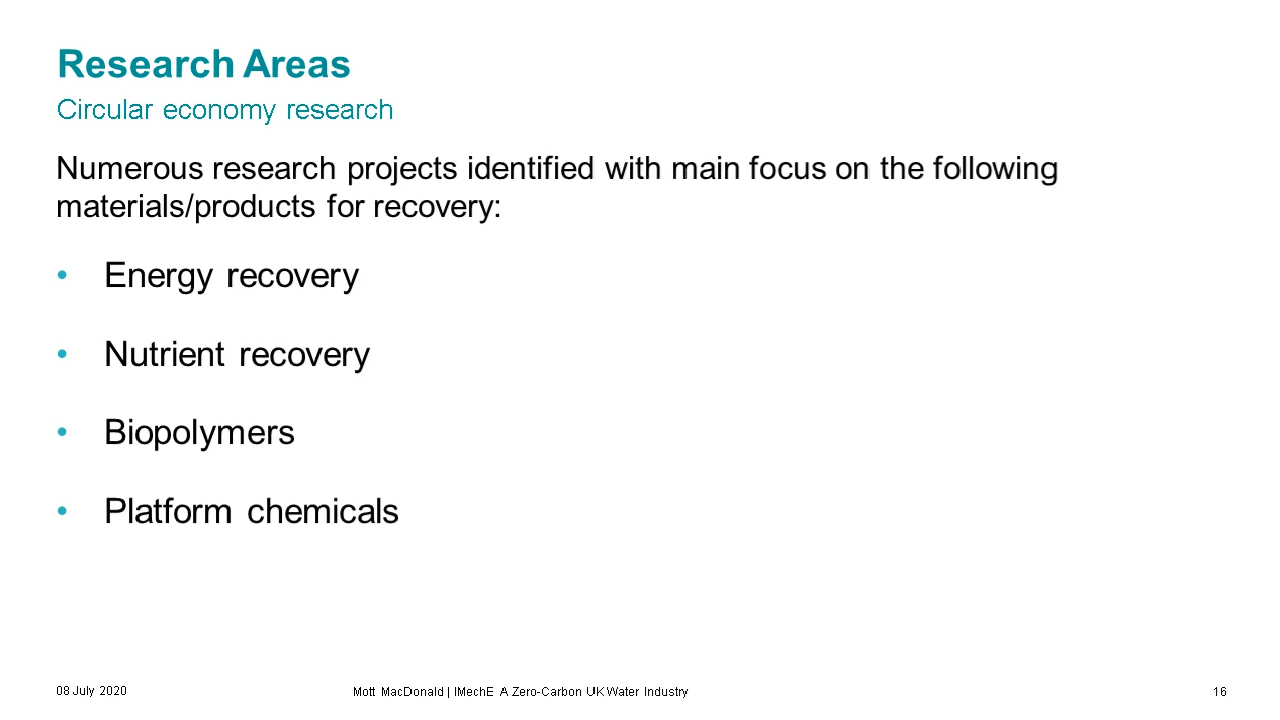 Research Areas
Circular economy research
Numerous research projects identified with main focus on the following
materials/products for recovery:
• Energy recovery
• Nutrient recovery
• Biopolymers
• Platform chemicals
08 July 2020
Mott MacDonald | IMechE A Zero-Carbon UK Water Industry
16